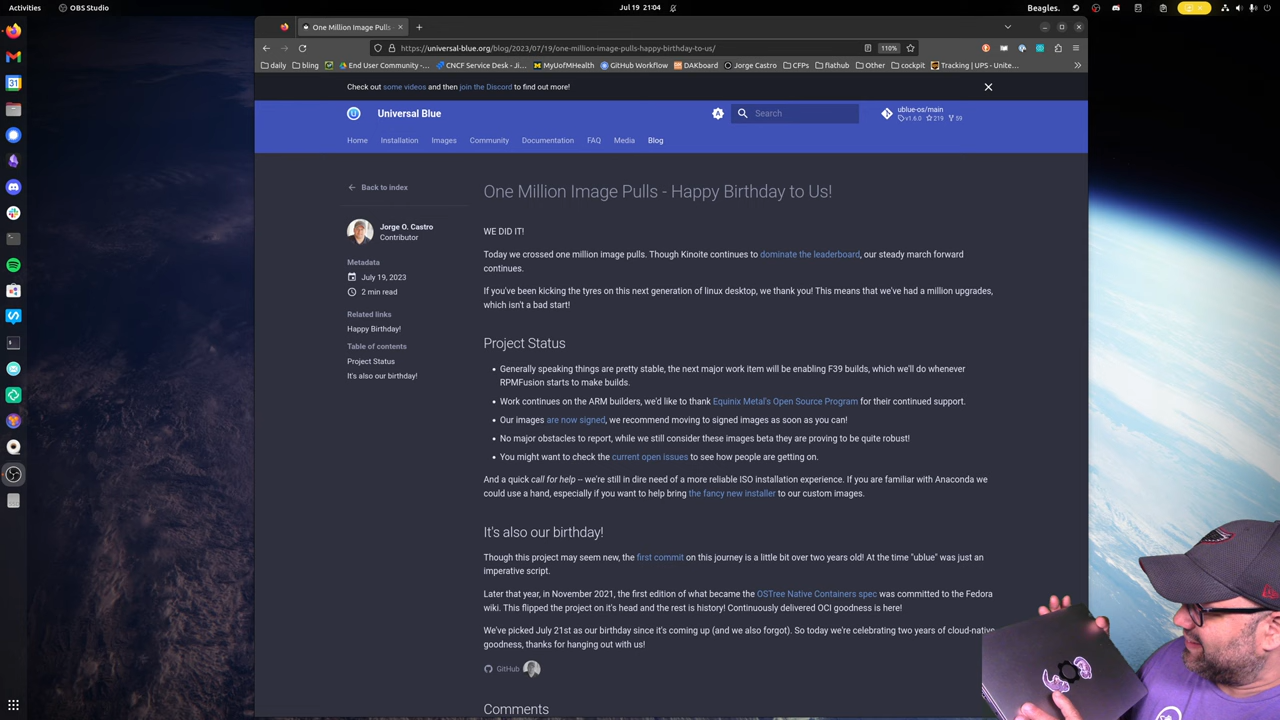 Activities
OBS Studio
Jul 19 21:04
Beagles.
One Million Image Pulls -
https://universal-blue.org/blog/2023/07/19/one-million-image-pulls-happy-birthday-to-us/
110%
daily
bling
End User Community -...
CNCF Service Desk - Ji...
MyUofMHealth
GitHub Workflow
DAKboard
Jorge Castro
CFPs
flathub
Other
cockpit
Tracking | UPS - Unite...
Check out some videos and then join the Discord to find out more!
Universal Blue
Search
ublue-os/main
v1.6.0 219 59
Home Installation Images Community Documentation FAQ Media Blog
Back to index
Jorge O. Castro
Contributor
Metadata
July 19, 2023
2 min read
Related links
Happy Birthday!
Table of contents
Project Status
It's also our birthday!
One Million Image Pulls - Happy Birthday to Us!
WE DID IT!
Today we crossed one million image pulls. Though Kinoite continues to dominate the leaderboard, our steady march forward
continues.
If you've been kicking the tyres on this next generation of linux desktop, we thank you! This means that we've had a million upgrades,
which isn't a bad start!
Project Status
• Generally speaking things are pretty stable, the next major work item will be enabling F39 builds, which we'll do whenever
RPMFusion starts to make builds.
• Work continues on the ARM builders, we'd like to thank Equinix Metal's Open Source Program for their continued support.
• Our images are now signed, we recommend moving to signed images as soon as you can!
• No major obstacles to report, while we still consider these images beta they are proving to be quite robust!
• You might want to check the current open issues to see how people are getting on.
And a quick call for help -- we're still in dire need of a more reliable ISO installation experience. If you are familiar with Anaconda we
could use a hand, especially if you want to help bring the fancy new installer to our custom images.
It's also our birthday!
Though this project may seem new, the first commit on this journey is a little bit over two years old! At the time "ublue" was just an
imperative script.
Later that year, in November 2021, the first edition of what became the OSTree Native Containers spec was committed to the Fedora
wiki. This flipped the project on it's head and the rest is history! Continuously delivered OCI goodness is here!
We've picked July 21st as our birthday since it's coming up (and we also forgot). So today we're celebrating two years of cloud-native
goodness, thanks for hanging out with us!
GitHub
Comments